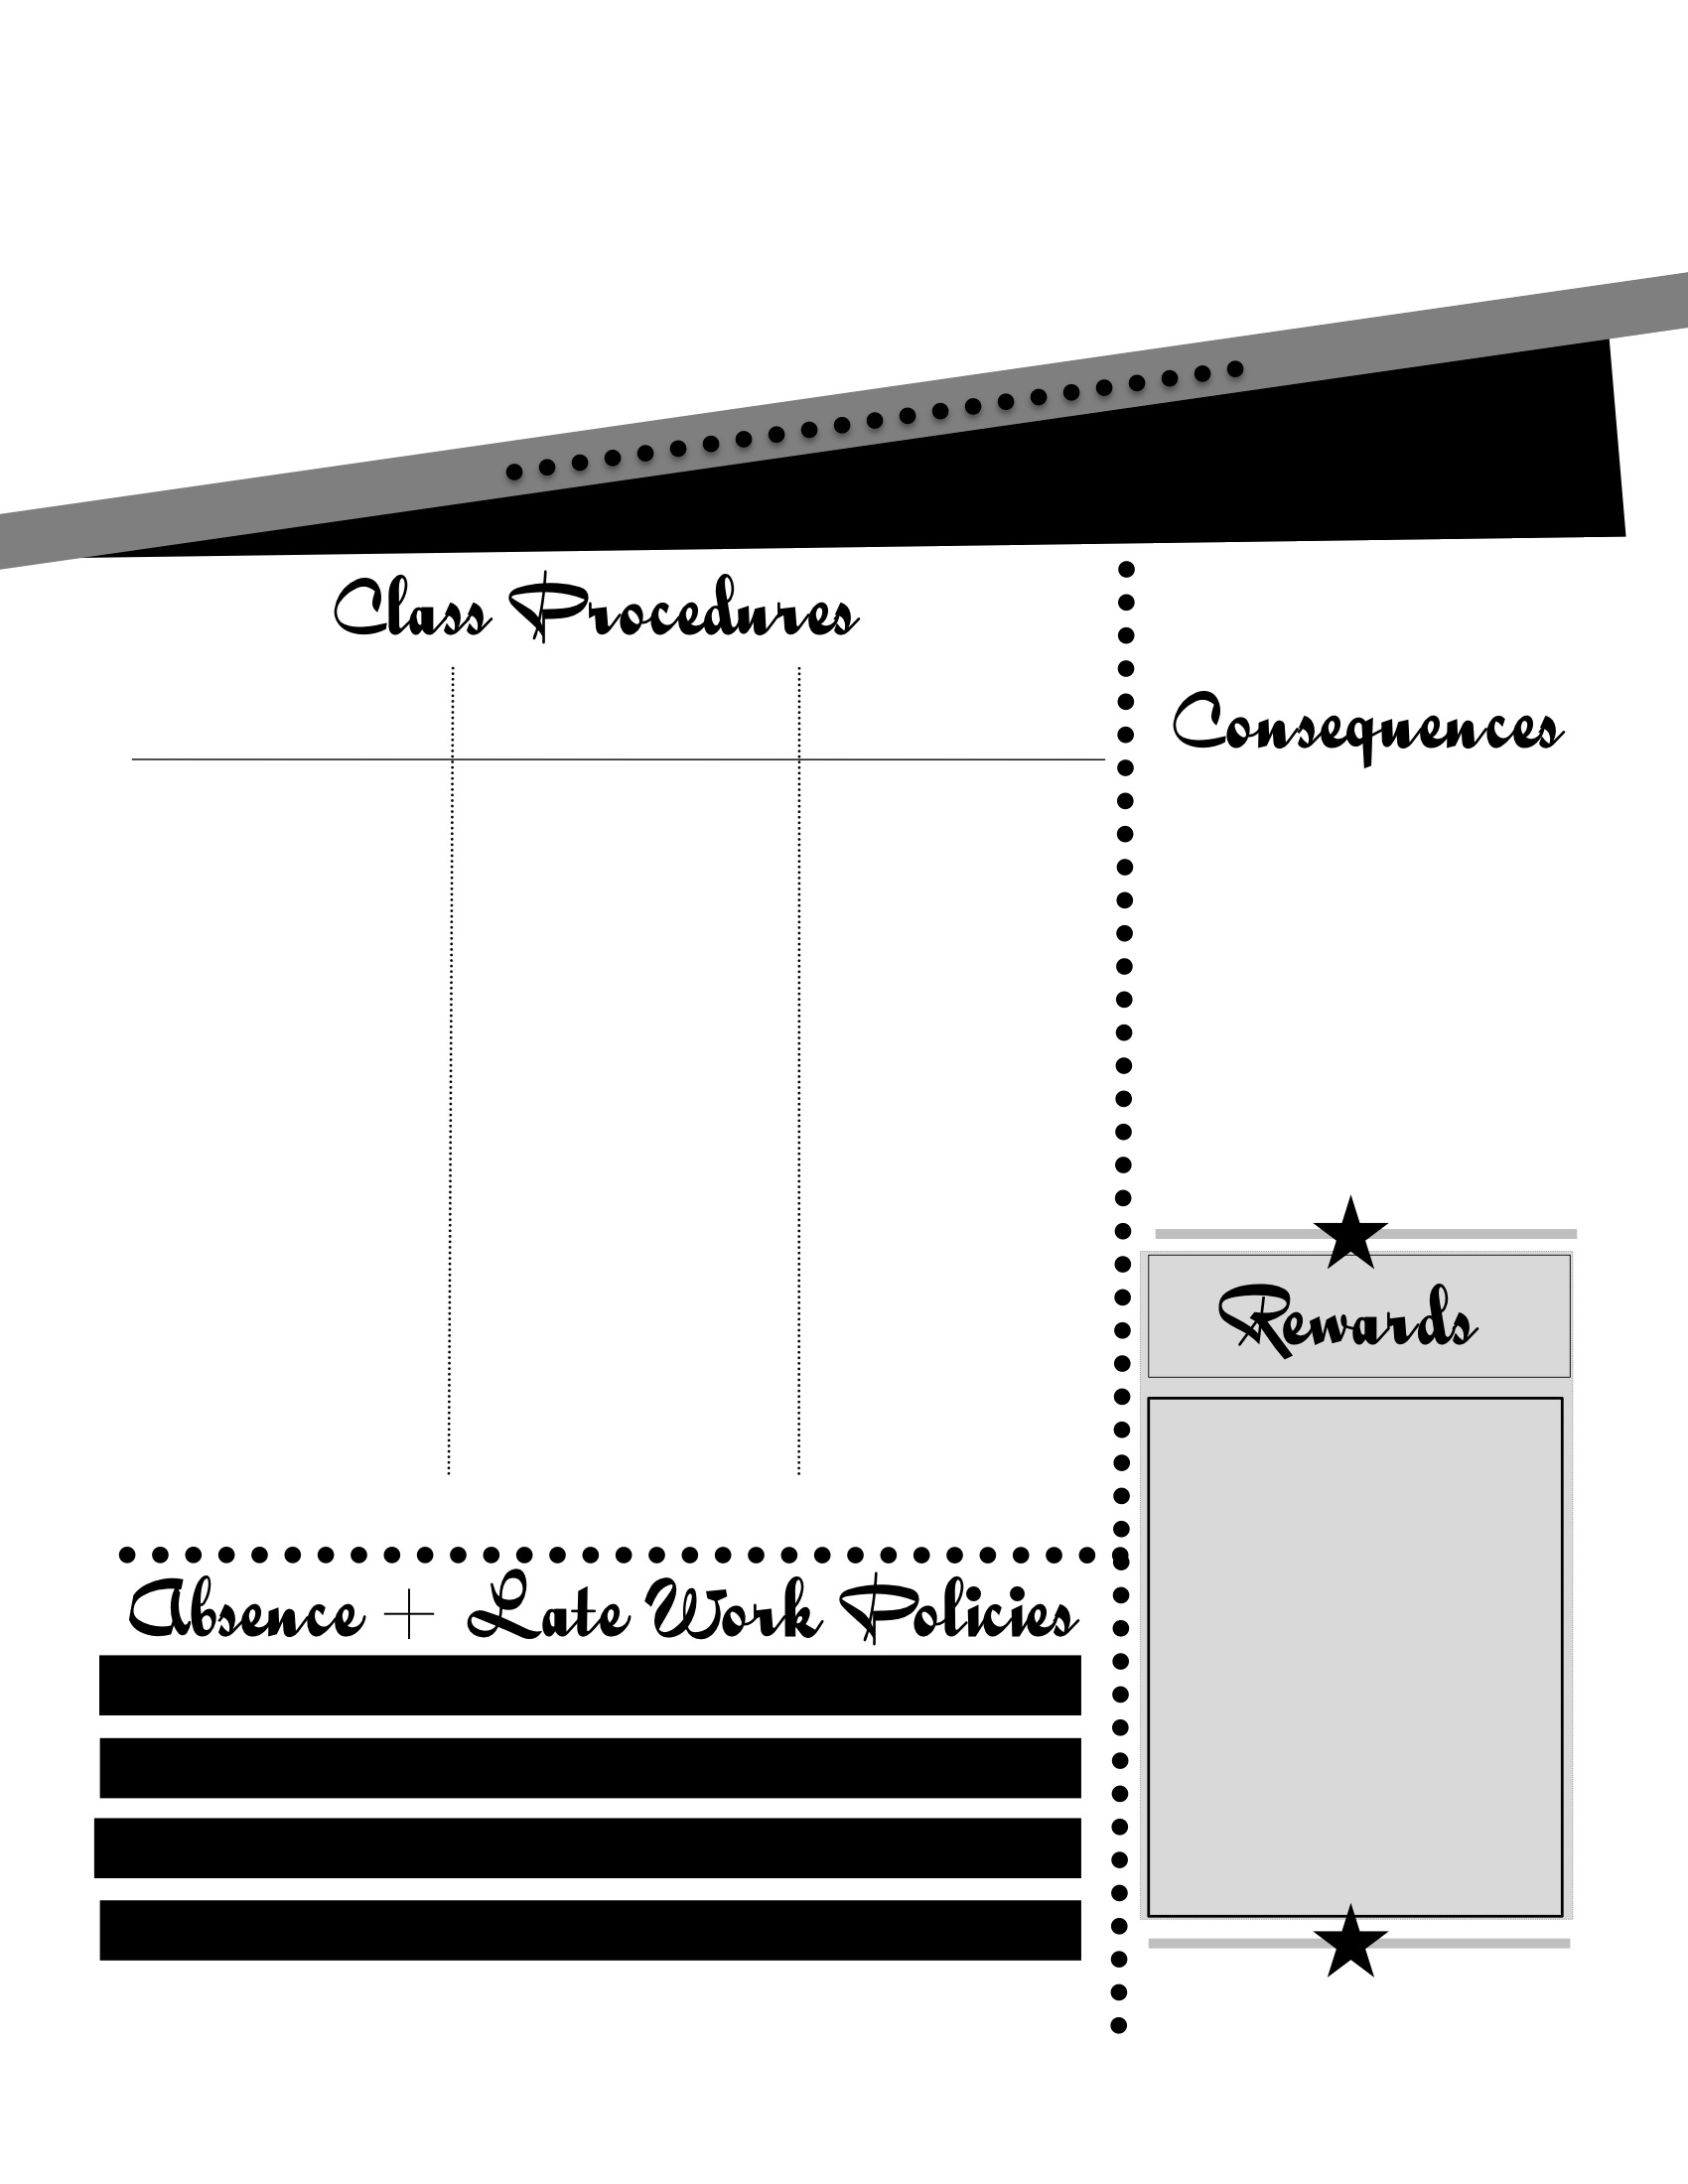 Class Procedures
Consequences
Rewards
Absence + Late Work Policies